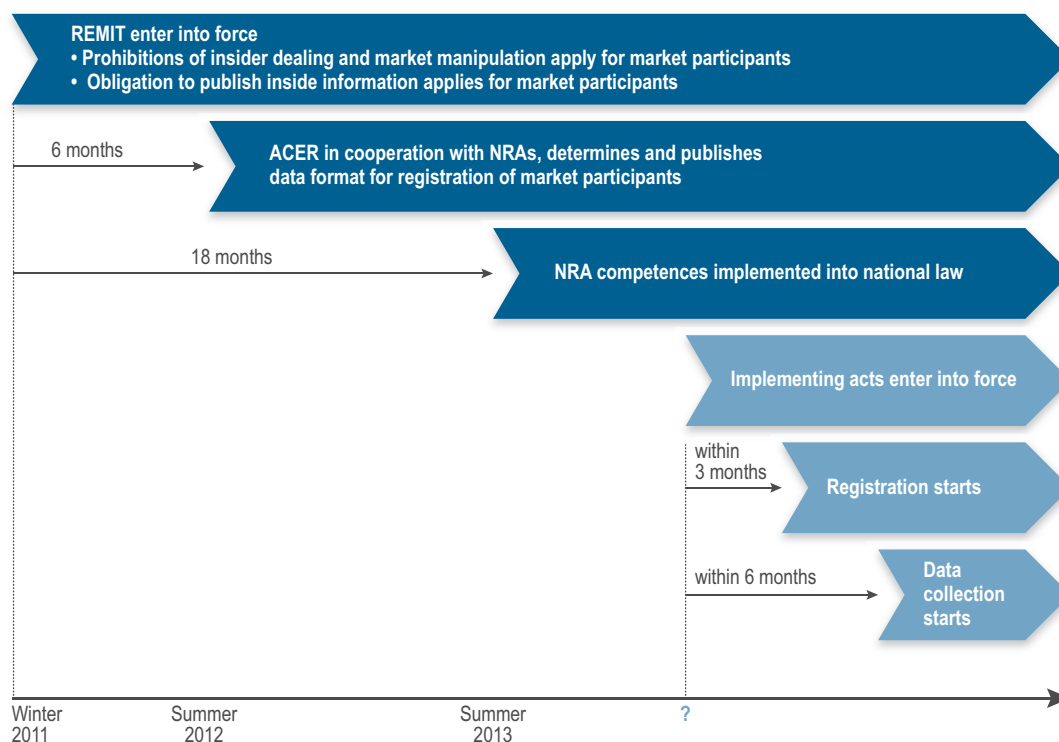 REMIT enter into force
• Prohibitions of insider dealing and market manipulation apply for market participants
• Obligation to publish inside information applies for market participants
6 months
ACER in cooperation with NRAs, determines and publishes
data format for registration of market participants
18 months
NRA competences implemented into national law
Implementing acts enter into force
within
3 months
Registration starts
within 6 months
Data
collection
starts
Winter
2011
Summer
2012
Summer
2013
?